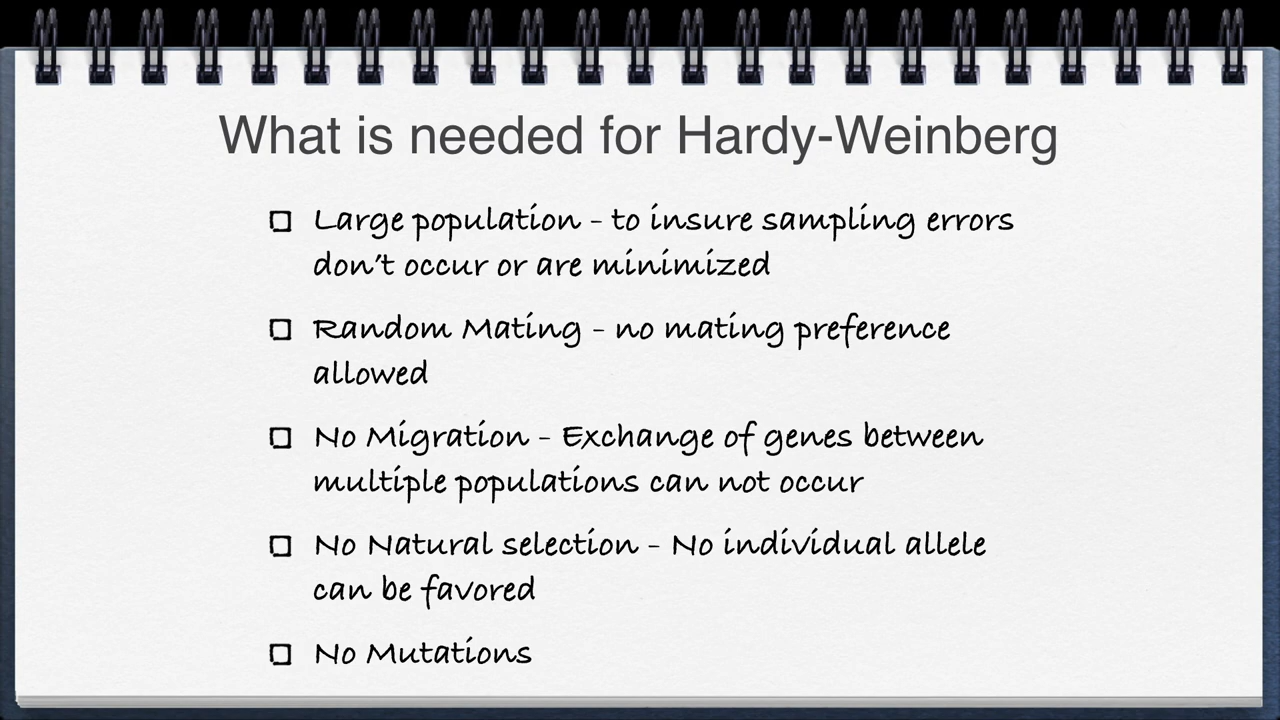 What is needed for Hardy-Weinberg
Large population - to insure sampling errors
don't occur or are minimized
Random Mating - no mating preference
allowed
No Migration - Exchange of genes between
multiple populations can not occur
No Natural selection - No individual allele
can be favored
No Mutations